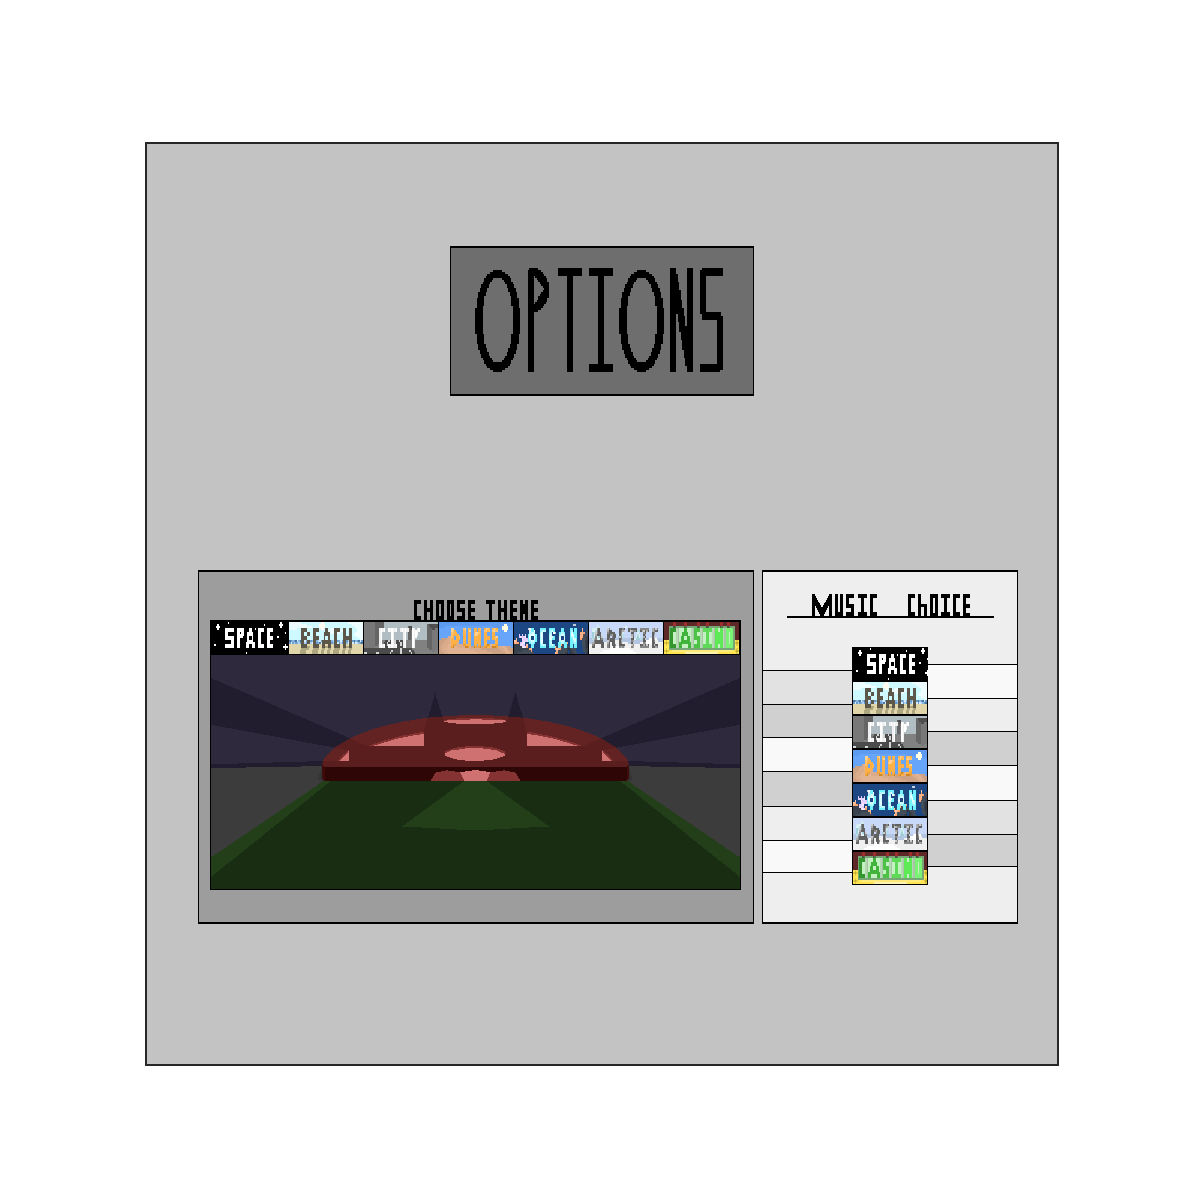 OPTIONS
CHOOSE THEME
SPACE BEACH CITY DUNES OCEAN ARCTIC CASINO
MUSIC ChOICE
SPACE
BEACH
CITY
DUNES
OCEAN
ARCTIC
CASINO